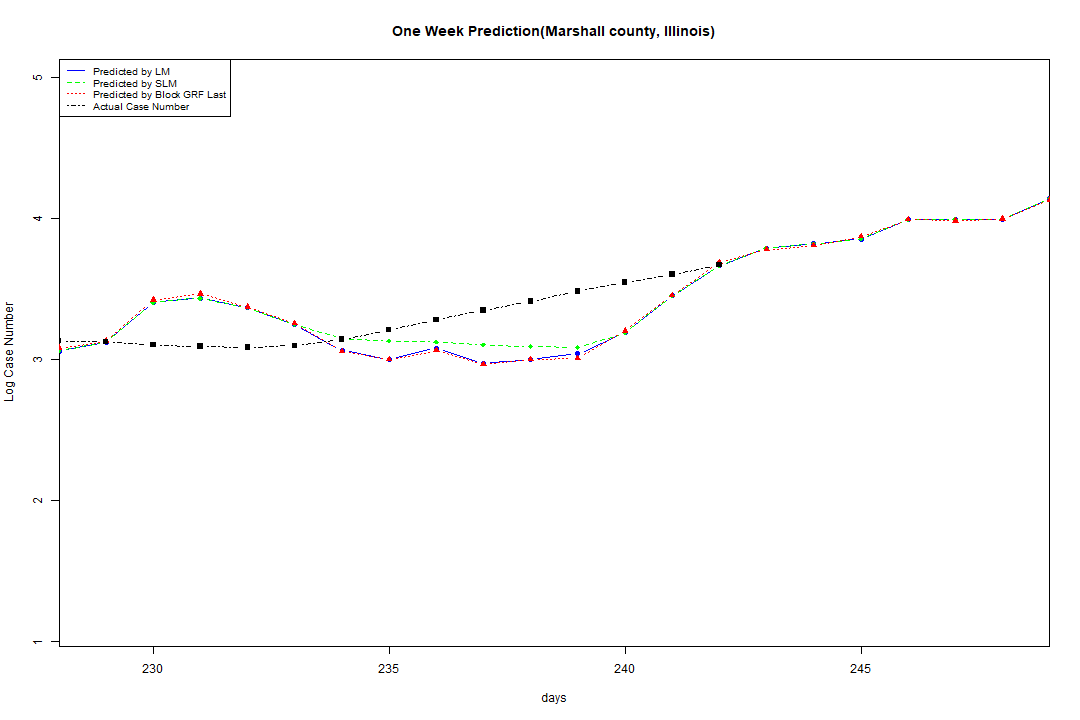 One Week Prediction(Marshall county, Illinois)
Predicted by LM
Predicted by SLM
Predicted by Block GRF Last
Actual Case Number
5
4
3
2
1
Log Case Number
230
235
240
245
days